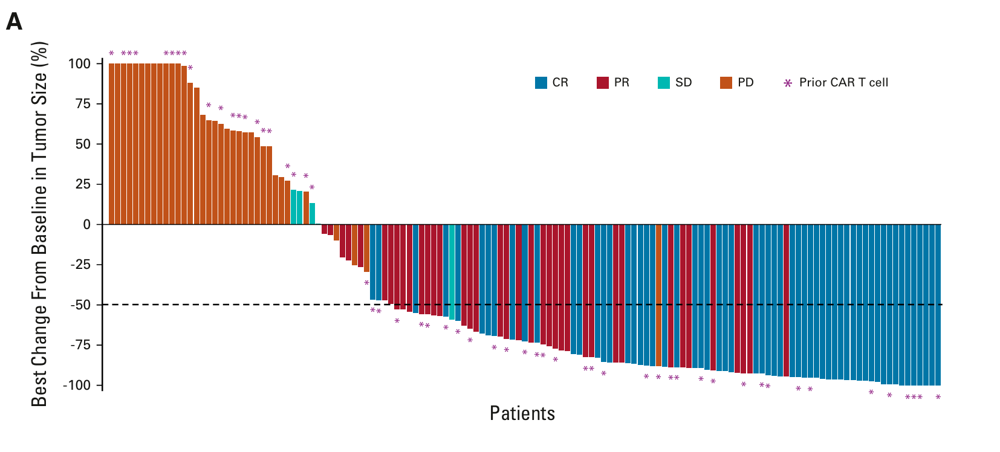 A
Best Change From Baseline in Tumor Size (%)
100
75
50
25
0
-25
-50
-75
-100
CR PR SD PD * Prior CAR T cell
* *** ****
*
* * *** * **
* * * *
*
** * ** * * * * * * ** * ** * * * ** * * * ** * * * * *** *
Patients